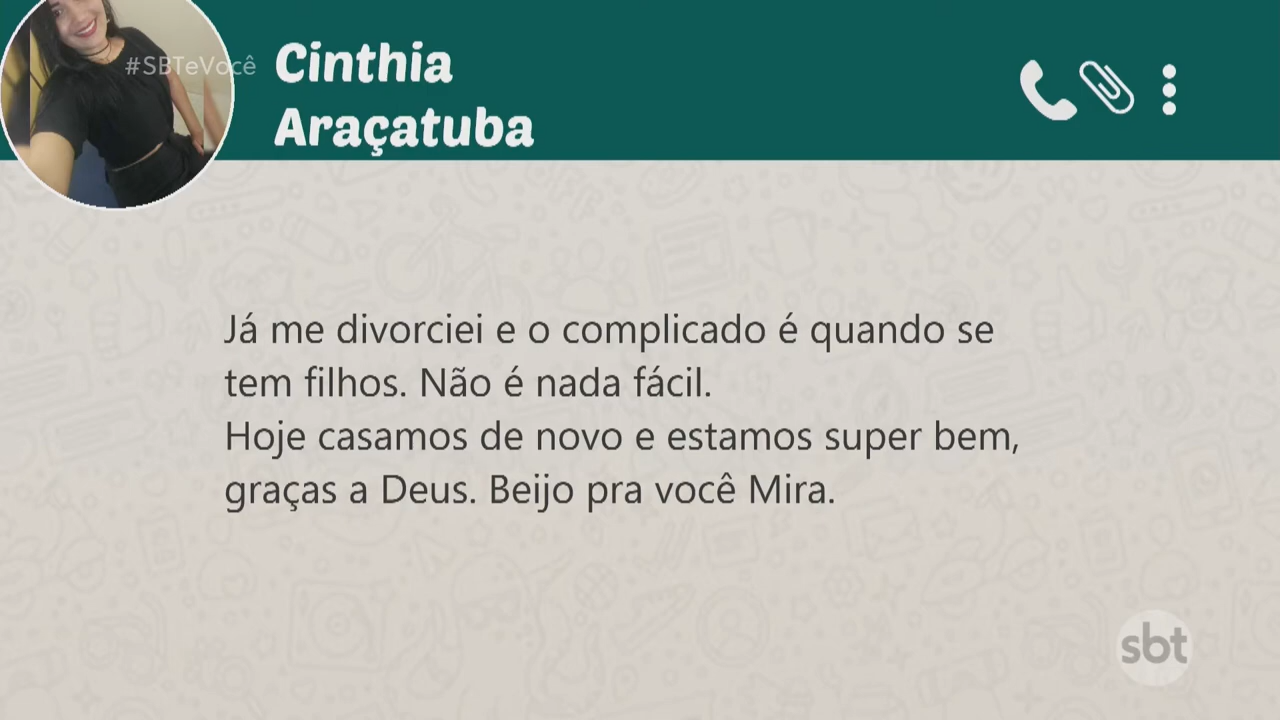 #SBTeVocê
Cinthia
Araçatuba
Já me divorciei e o complicado é quando se
tem filhos. Não é nada fácil.
Hoje casamos de novo e estamos super bem,
graças a Deus. Beijo pra você Mira.
sbt